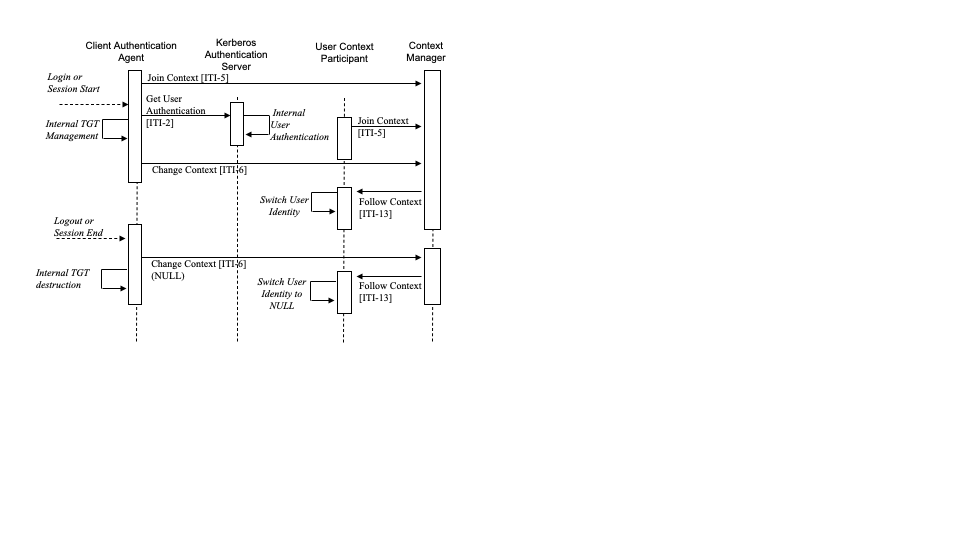 Client Authentication
Agent
Kerberos
Authentication
Server
User Context
Participant
Context
Manager
Login or
Session Start
Join Context [ITI-5]
Get User
Authentication
[ITI-2]
Internal
User
Authentication
Join Context
[ITI-5]
Internal TGT
Management
Change Context [ITI-6]
Switch User
Identity
Follow Context
[ITI-13]
Logout or
Session End
Change Context [ITI-6]
(NULL)
Internal TGT
destruction
Switch User
Identity to
NULL
Follow Context
[ITI-13]